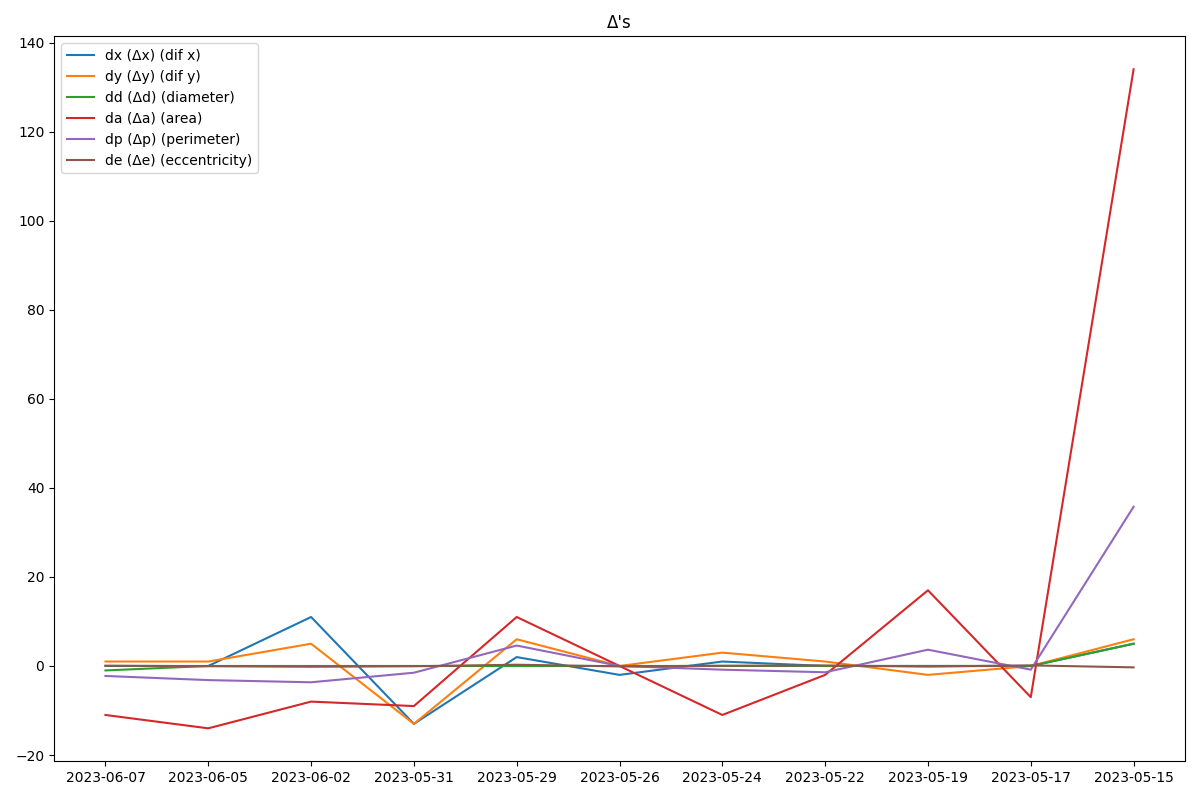 Δ's
140
120
100
80
60
40
20
0
−20
dx (Δx) (dif x)
dy (Δy) (dif y)
dd (Δd) (diameter)
da (Δa) (area)
dp (Δp) (perimeter)
de (Δe) (eccentricity)
2023-06-07 2023-06-05 2023-06-02 2023-05-31 2023-05-29 2023-05-26 2023-05-24 2023-05-22 2023-05-19 2023-05-17 2023-05-15